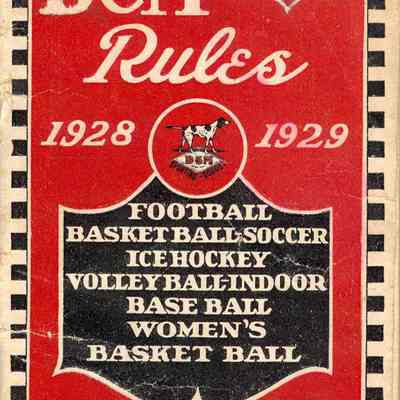 D&M
Rules
1928 1929
D&M
FOOTBALL
BASKET BALL-SOCCER
ICE HOCKEY
VOLLEY BALL-INDOOR
BASE BALL
WOMEN'S
BASKET BALL